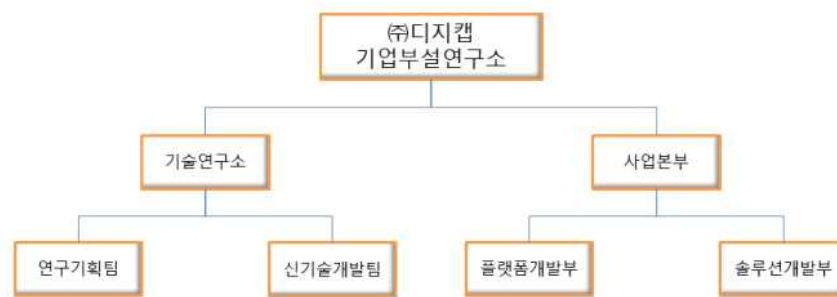 ㈜디지캡
기업부설연구소
기술연구소
사업본부
연구기획팀
신기술개발팀
플랫폼개발부
솔루션개발부